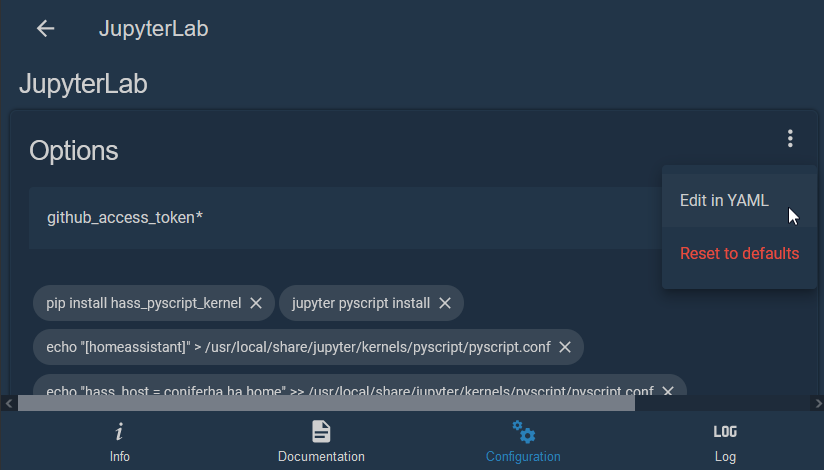 JupyterLab
JupyterLab
Options
Edit in YAML
github_access_token*
Reset to defaults
pip install hass_pyscript_kernel jupyter pyscript install
echo "[homeassistant]" > /usr/local/share/jupyter/kernels/pyscript/pyscript.conf
echo "hass_host = coniferha.ha.home" >> /usr/local/share/jupyter/kernels/pyscript/pyscript.conf
LOG
Info Documentation Configuration Log